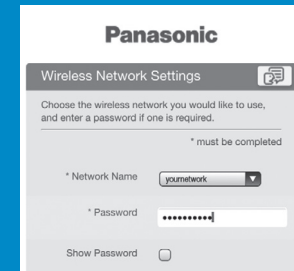 Panasonic
Wireless Network Settings
Choose the wireless network you would like to use,
and enter a password if one is required.
* must be completed
* Network Name
yournetwork
* Password
••••••••••
Show Password